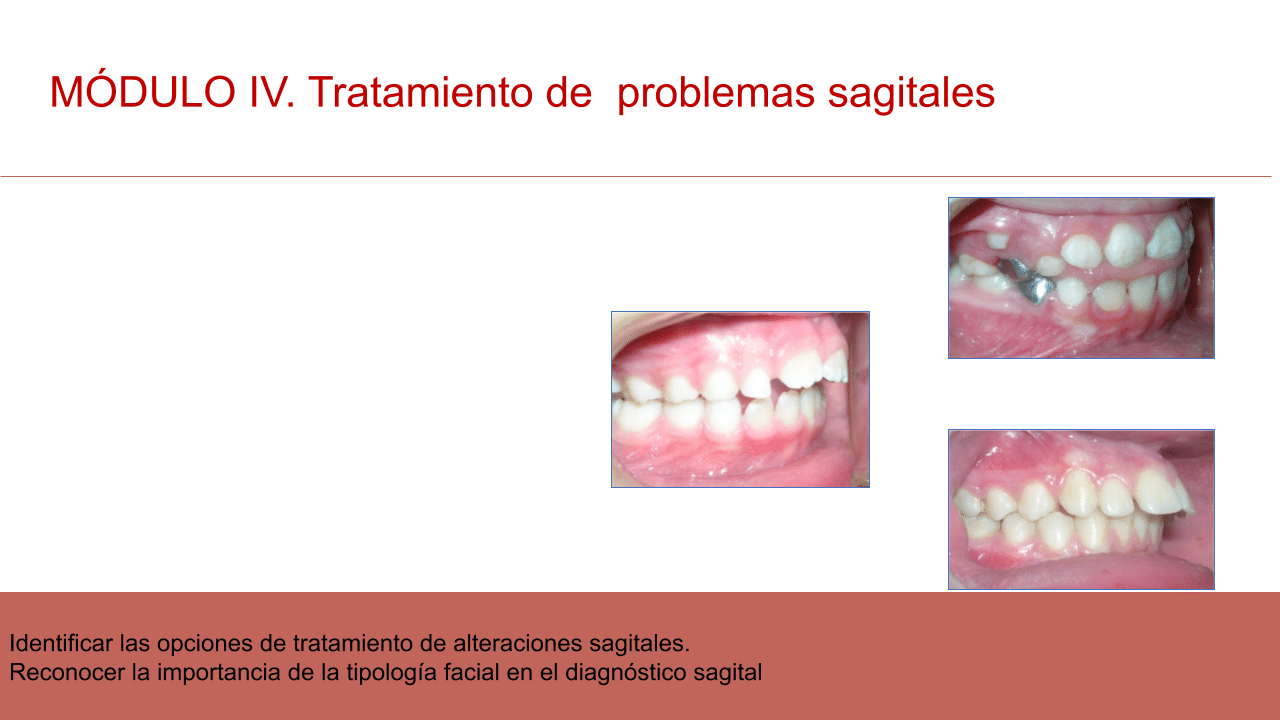 MÓDULO IV. Tratamiento de  problemas sagitales
Identificar las opciones de tratamiento de alteraciones sagitales.
Reconocer la importancia de la tipología facial en el diagnóstico sagital